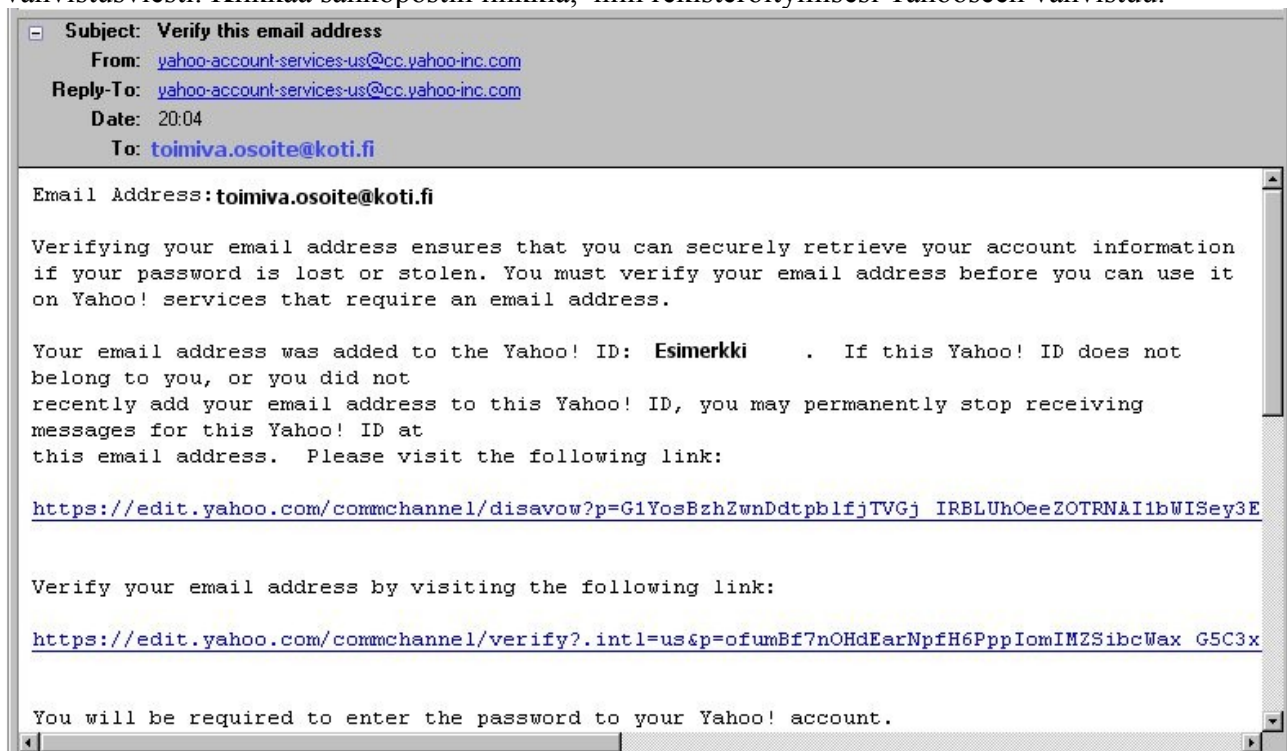 vahvistusviesti. Klikkaa sähköpostin linkkiä, niin rekisteröitymisesi Yahooseen vahvistuu.
Subject: Verify this email address
From: yahoo-account-services-us@cc.yahoo-inc.com
Reply-To: yahoo-account-services-us@cc.yahoo-inc.com
Date: 20:04
To: toimiva.osoite@koti.fi
Email Address: toimiva.osoite@koti.fi
Verifying your email address ensures that you can securely retrieve your account information
if your password is lost or stolen. You must verify your email address before you can use it
on Yahoo! services that require an email address.
Your email address was added to the Yahoo! ID: Esimerkki . If this Yahoo! ID does not
belong to you, or you did not
recently add your email address to this Yahoo! ID, you may permanently stop receiving
messages for this Yahoo! ID at
this email address. Please visit the following link:
https://edit.yahoo.com/commchannel/disavow?p=G1YosBzhZwnDdtpblfjTVGj_IRBLUhOeeZOTRNAI1bWISey3E
Verify your email address by visiting the following link:
https://edit.yahoo.com/commchannel/verify?.intl=us&p=ofumBf7nOHdEarNpfH6PppIomIMZSibcWax_G5C3x
You will be required to enter the password to your Yahoo! account.